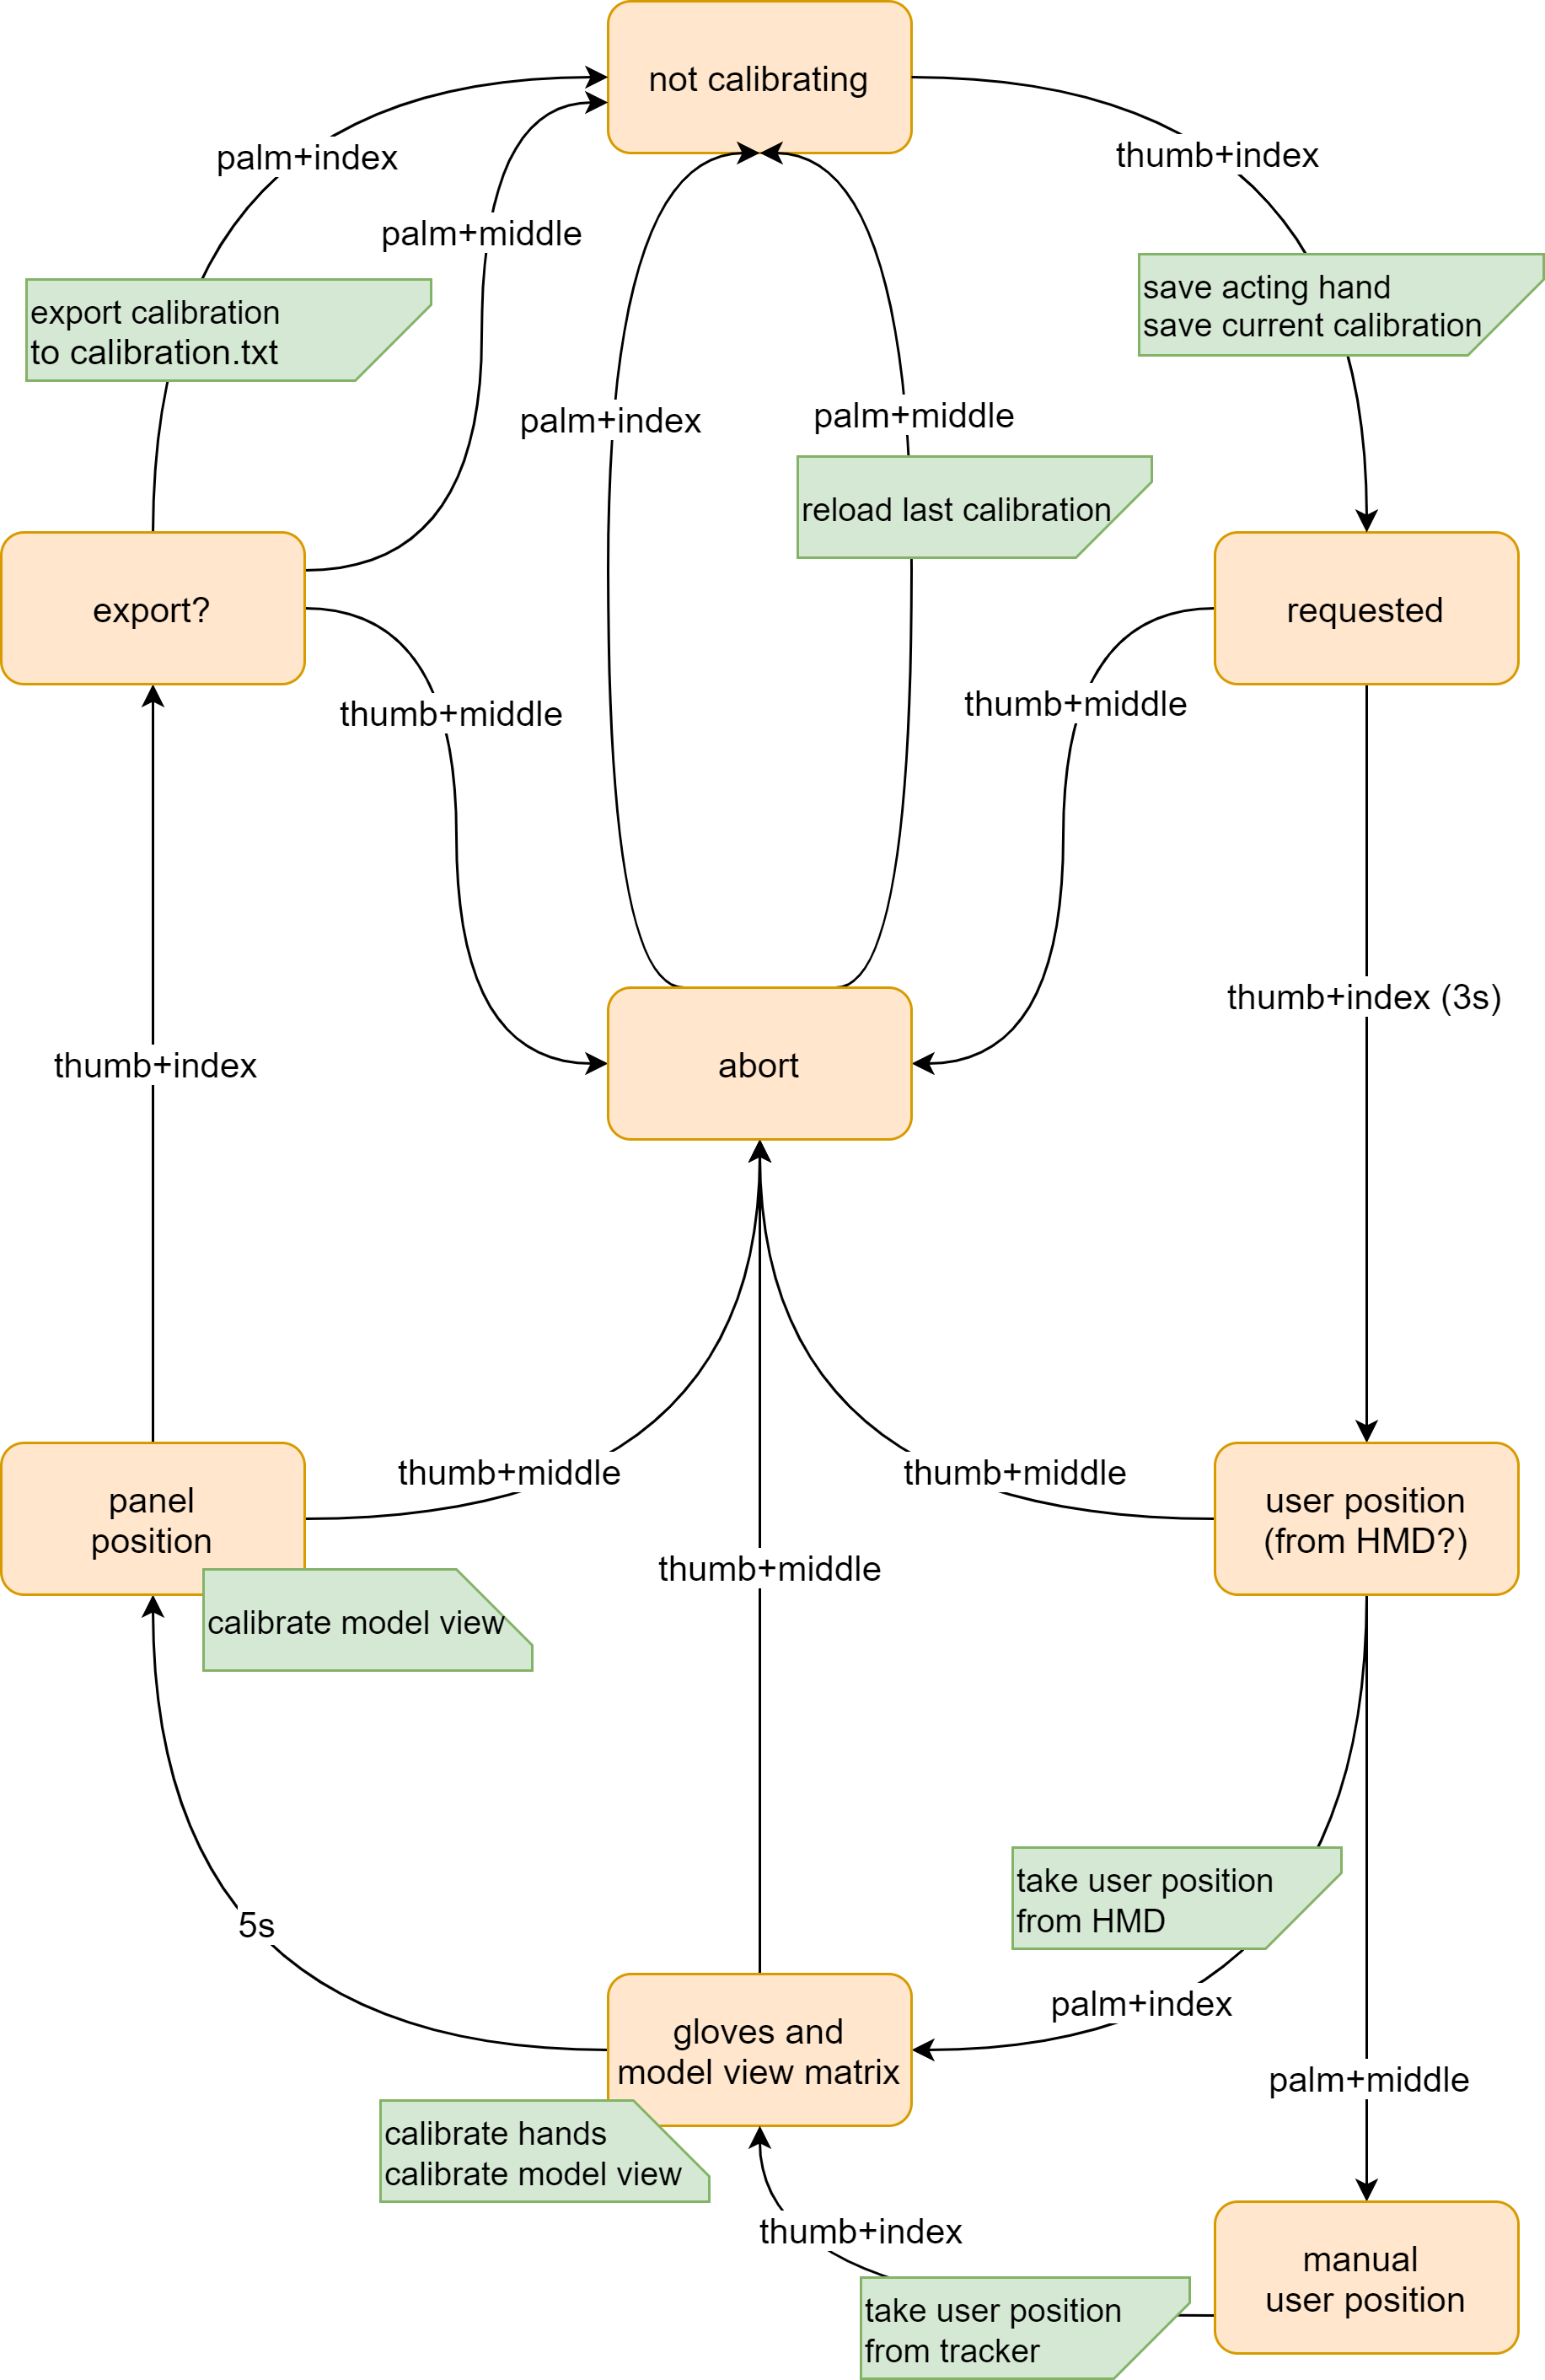 not calibrating
palm+index
thumb+index
palm+middle
save acting hand
save current calibration
export calibration
to calibration.txt
palm+index
palm+middle
reload last calibration
export?
requested
thumb+middle
thumb+middle
thumb+index (3s)
abort
thumb+index
thumb+middle
thumb+middle
panel
position
user position
(from HMD?)
thumb+middle
calibrate model view
take user position
from HMD
5s
palm+index
gloves and
model view matrix
palm+middle
calibrate hands
calibrate model view
thumb+index
manual
user position
take user position
from tracker